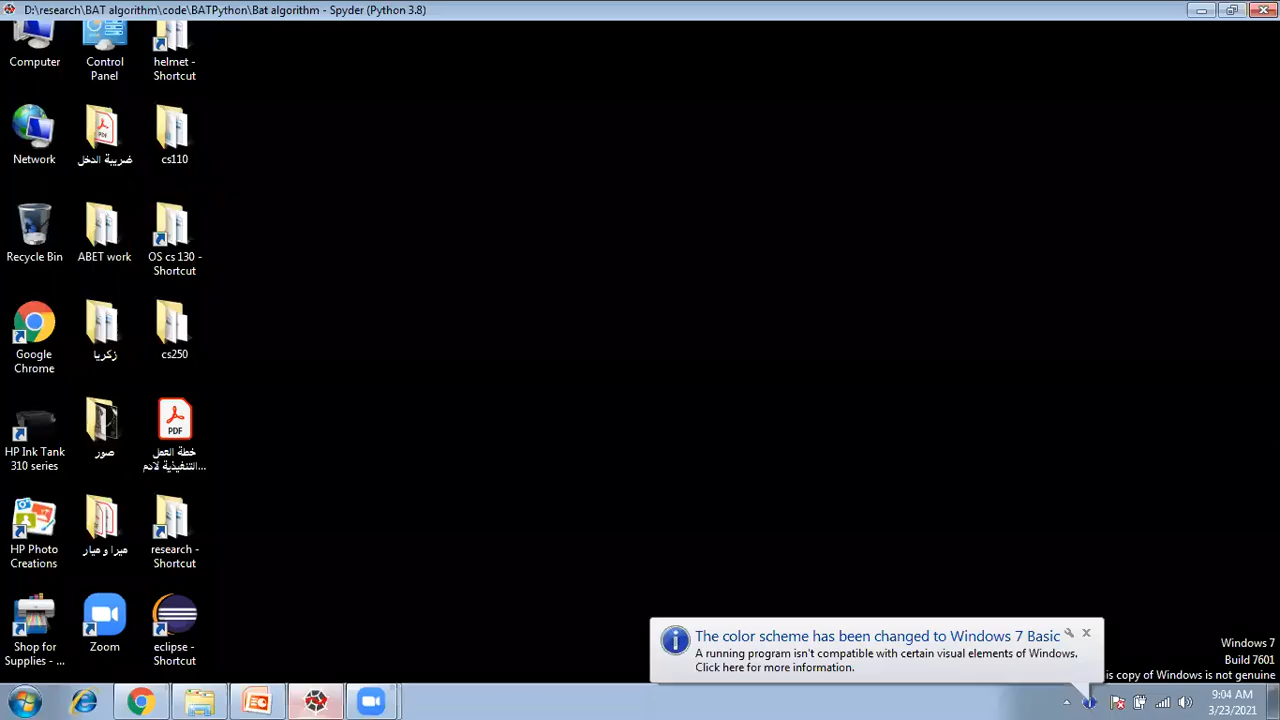 D:\research\BAT algorithm\code\BATPython\Bat algorithm - Spyder (Python 3.8)
Computer
Control
Panel
helmet -
Shortcut
Network
ضريبة الدخل
cs110
Recycle Bin
ABET work
OS cs 130 -
Shortcut
Google
Chrome
زكريا
cs250
HP Ink Tank
310 series
صور
PDF
خطة العمل
التنفيذية لادم...
HP Photo
Creations
ميرا و ميار
research -
Shortcut
Shop for
Supplies - ...
Zoom
eclipse -
Shortcut
The color scheme has been changed to Windows 7 Basic
A running program isn't compatible with certain visual elements of Windows.
Click here for more information.
Windows 7
Build 7601
is copy of Windows is not genuine
9:04 AM
3/23/2021